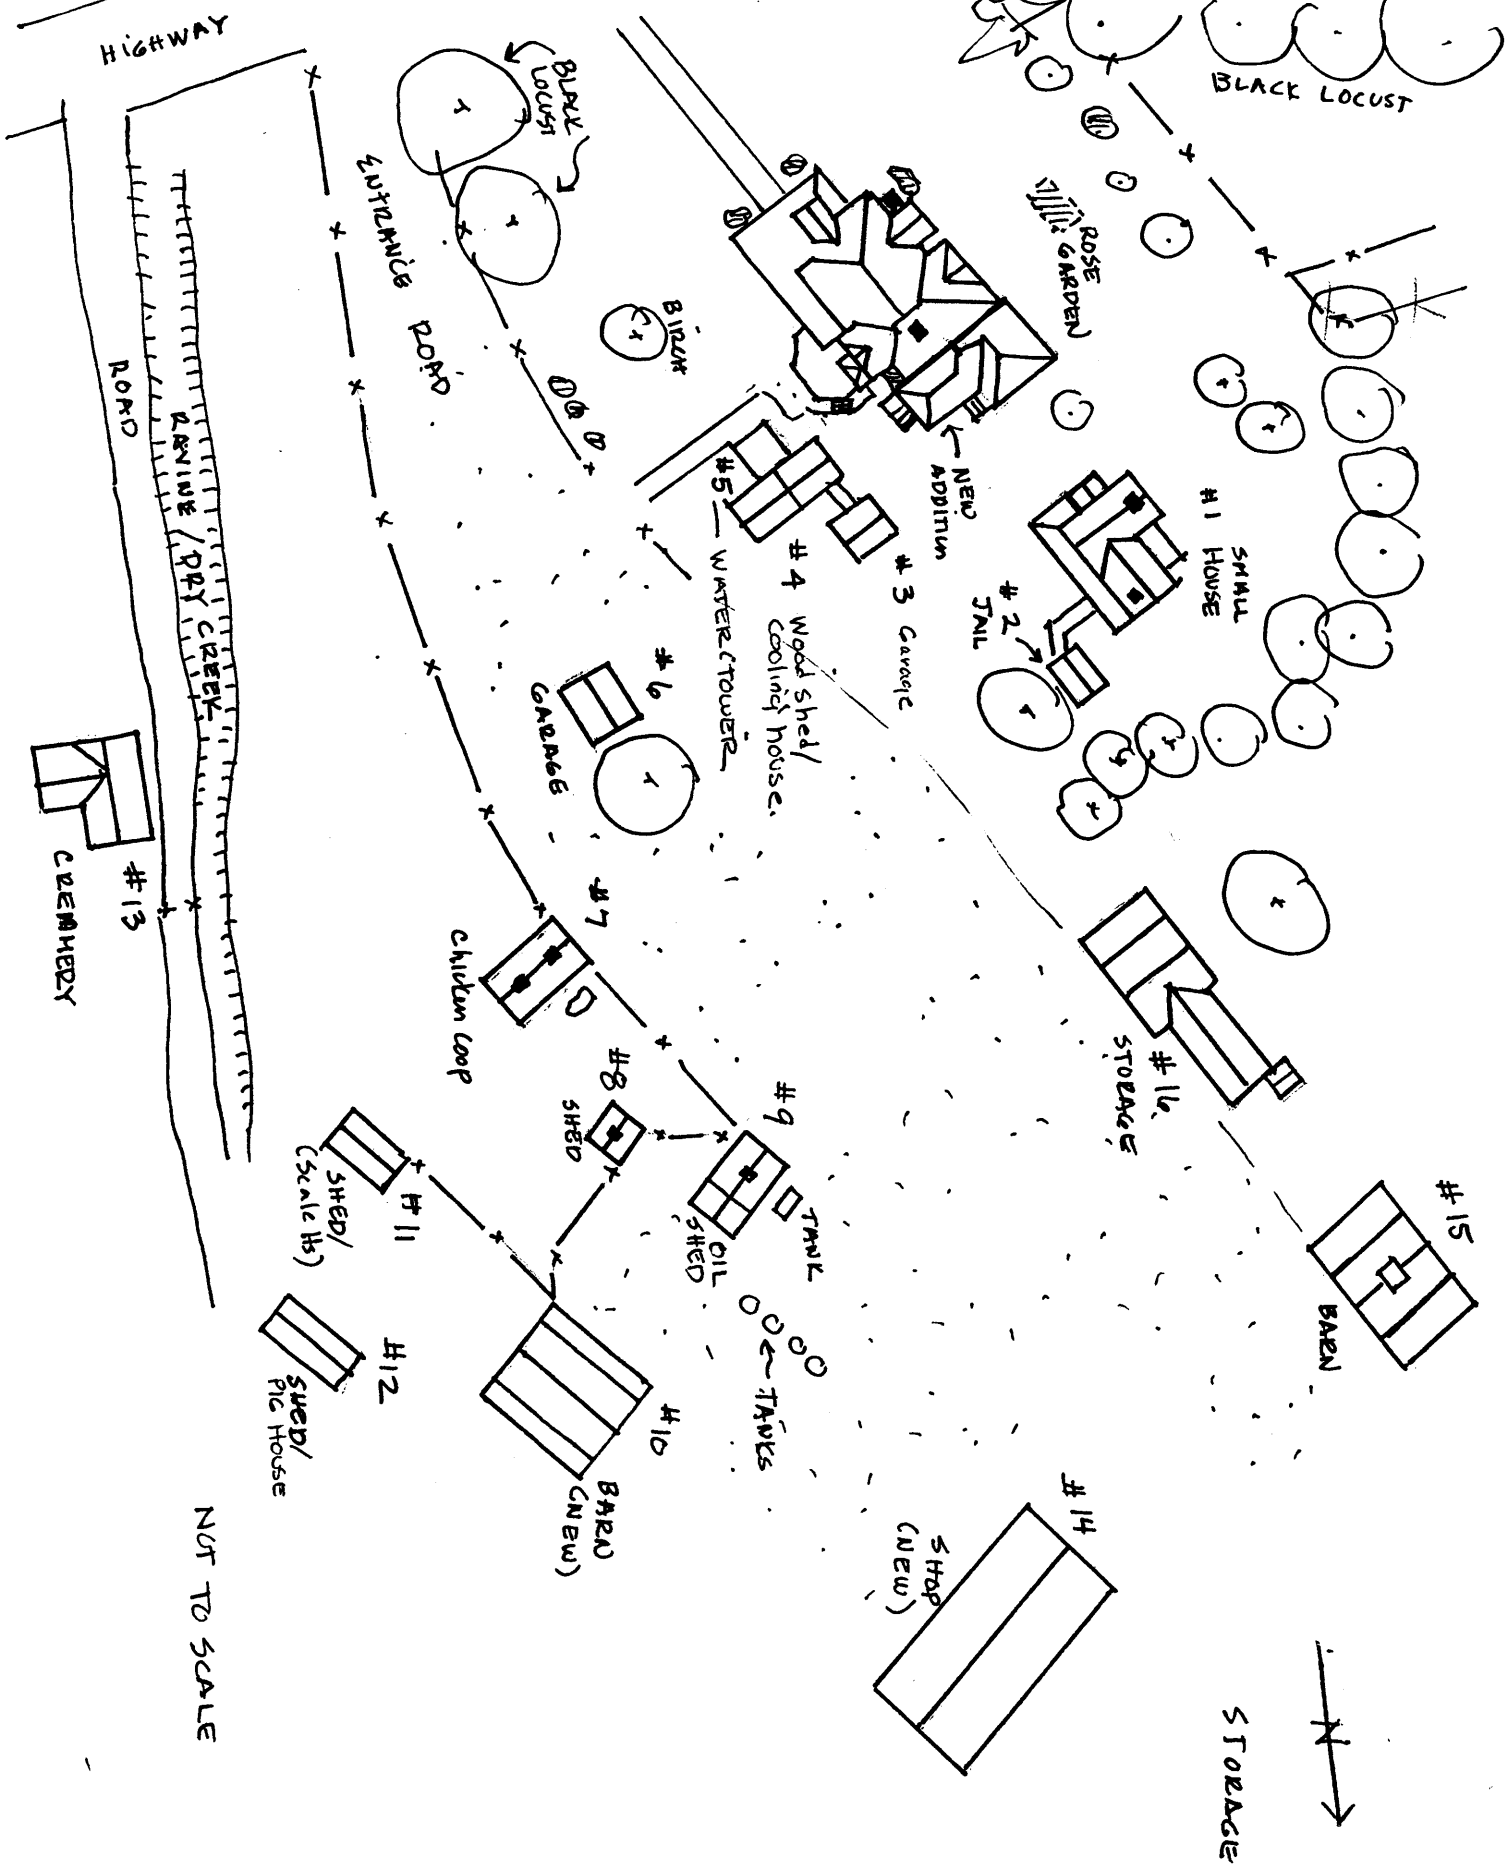 HIGHWAY
BLACK
LOCUST
BLACK LOCUST
ENTRANCE ROAD
ROSE
GARDEN
BIRCH
ROAD
RAVINE / DRY CREEK
NEW
ADDITION
#1 SMALL
HOUSE
#2
JAIL
#3 Garage
#4 Wood shed/
cooling house.
#5 — WATER TOWER
#6
GARAGE
#7
Chicken Coop
#13
CREAMERY
#8
SHED
#9
OIL
SHED
TANK
TANKS
#16
STORAGE
#15
BARN
#11
SHED/
(Scale Hs)
#12
SHED/
PIG HOUSE
#10
BARN
(NEW)
#14
SHOP
(NEW)
NOT TO SCALE
N
STORAGE